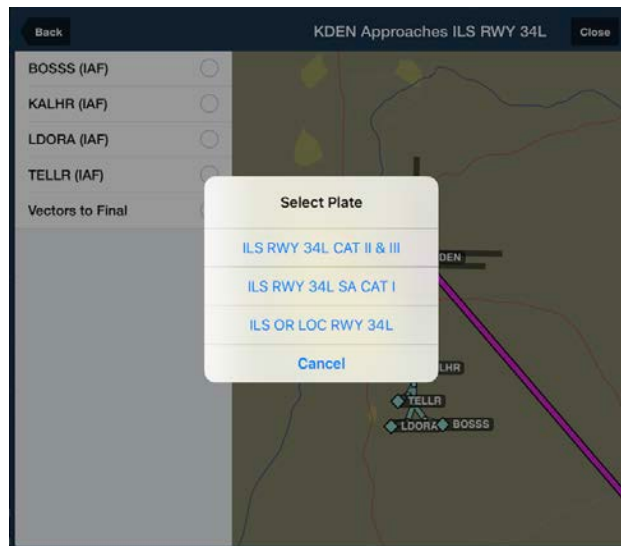 Back
KDEN Approaches ILS RWY 34L
Close
BOSSS (IAF)
KALHR (IAF)
LDORA (IAF)
TELLR (IAF)
Vectors to Final
Select Plate
ILS RWY 34L CAT II & III
ILS RWY 34L SA CAT I
ILS OR LOC RWY 34L
Cancel
DEN
LHR
TELLR
LDORA
BOSSS